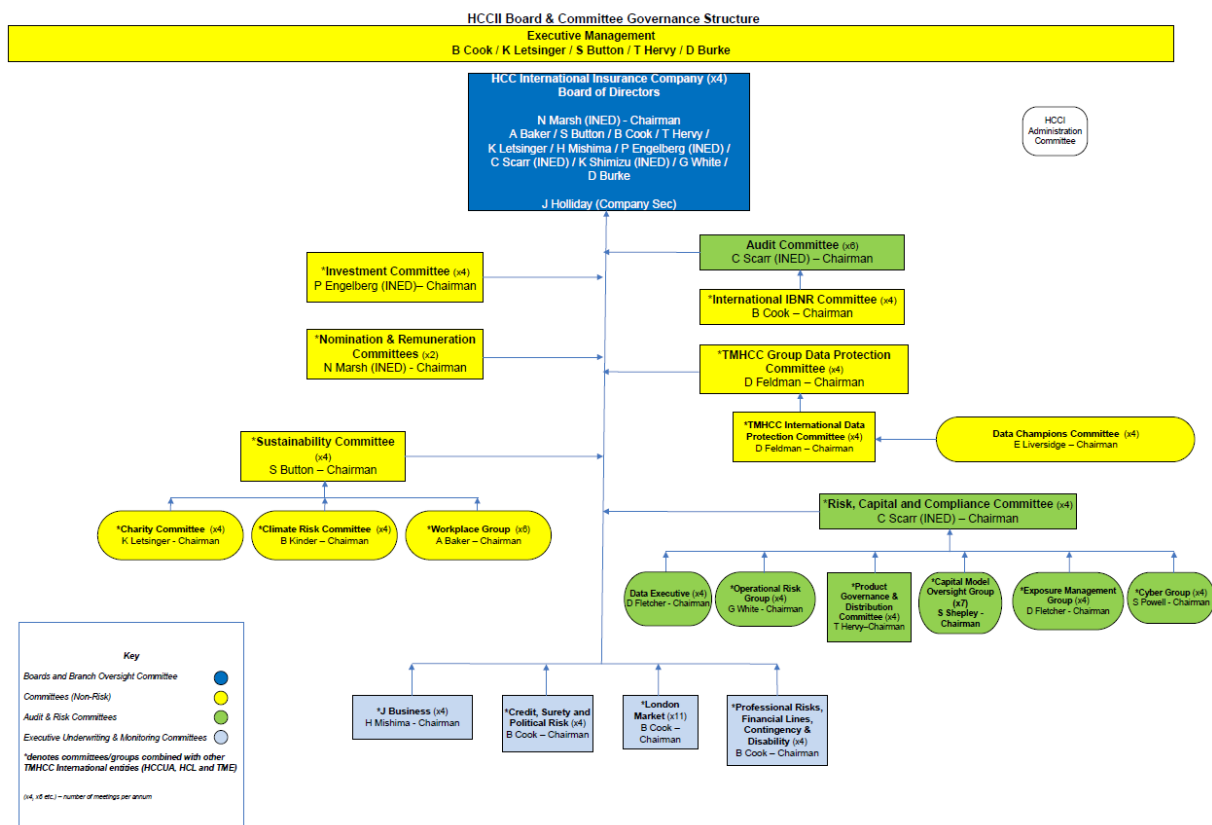 HCCII Board & Committee Governance Structure
Executive Management
B Cook / K Letsinger / S Button / T Hervy / D Burke
HCC International Insurance Company (x4)
Board of Directors
N Marsh (INED) - Chairman
A Baker / S Button / B Cook / T Hervy /
K Letsinger / H Mishima / P Engelberg (INED) /
C Scarr (INED) / K Shimizu (INED) / G White /
D Burke
J Holliday (Company Sec)
HCCI
Administration
Committee
Audit Committee (x6)
C Scarr (INED) – Chairman
*Investment Committee (x4)
P Engelberg (INED)– Chairman
*International IBNR Committee (x4)
B Cook – Chairman
*Nomination & Remuneration
Committees (x2)
N Marsh (INED) - Chairman
*TMHCC Group Data Protection
Committee (x4)
D Feldman – Chairman
*TMHCC International Data
Protection Committee (x4)
D Feldman – Chairman
Data Champions Committee (x4)
E Liversidge – Chairman
*Sustainability Committee
(x4)
S Button – Chairman
*Charity Committee (x4)
K Letsinger - Chairman
*Climate Risk Committee (x4)
B Kinder – Chairman
*Workplace Group (x6)
A Baker – Chairman
*Risk, Capital and Compliance Committee (x4)
C Scarr (INED) – Chairman
Data Executive (x4)
D Fletcher - Chairman
*Operational Risk
Group (x4)
G White - Chairman
*Product
Governance &
Distribution
Committee (x4)
T Hervy–Chairman
*Capital Model
Oversight Group
(x7)
S Shepley -
Chairman
*Exposure Management
Group (x4)
D Fletcher - Chairman
*Cyber Group (x4)
S Powell - Chairman
*J Business (x4)
H Mishima - Chairman
*Credit, Surety and
Political Risk (x4)
B Cook – Chairman
*London
Market (x11)
B Cook –
Chairman
*Professional Risks,
Financial Lines,
Contingency &
Disability (x4)
B Cook – Chairman
Key
Boards and Branch Oversight Committee
Committees (Non-Risk)
Audit & Risk Committees
Executive Underwriting & Monitoring Committees
*denotes committees/groups combined with other
TMHCC International entities (HCCUA, HCL and TME)
(x4, x6 etc.) – number of meetings per annum